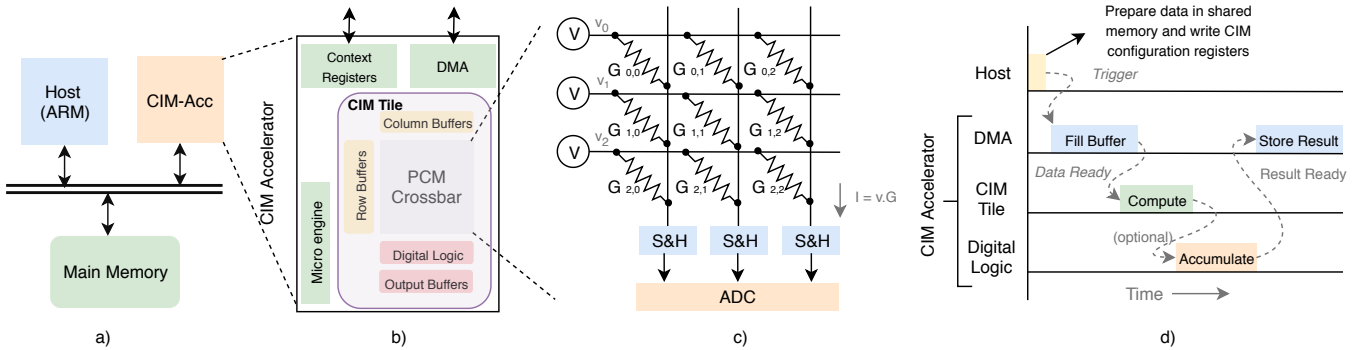 Host
(ARM)
CIM-Acc
Main Memory
a)
CIM Accelerator
Context
Registers
DMA
CIM Tile
Column Buffers
Row Buffers
PCM
Crossbar
Micro engine
Digital Logic
Output Buffers
b)
V
v0
G 0,0
G 0,1
G 0,2
V
v1
G 1,0
G 1,1
G 1,2
V
v2
G 2,0
G 2,1
G 2,2
I = v.G
S&H
S&H
S&H
ADC
c)
Prepare data in shared
memory and write CIM
configuration registers
Host
Trigger
CIM Accelerator
DMA
Fill Buffer
Store Result
Data Ready
Result Ready
CIM
Tile
Compute
(optional)
Digital
Logic
Accumulate
Time
d)